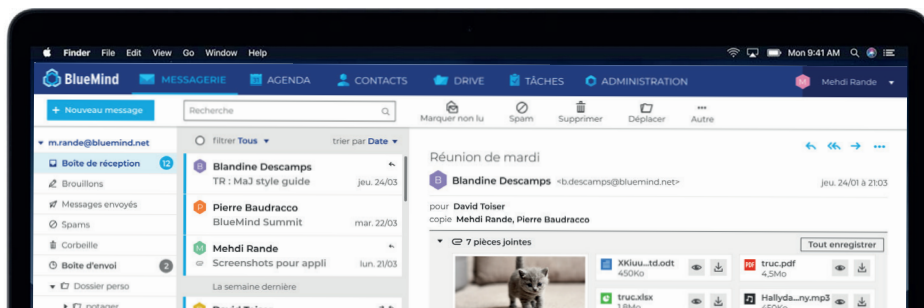 Finder File Edit View Go Window Help Mon 9:41 AM
BlueMind MESSAGERIE AGENDA CONTACTS DRIVE TÂCHES ADMINISTRATION M Mehdi Rande
+ Nouveau message Recherche Marquer non lu Spam Supprimer Déplacer Autre
m.rande@bluemind.net
Boîte de réception 12
Brouillons
Messages envoyés
Spams
Corbeille
Boîte d'envoi 2
Dossier perso
potager
filtrer Tous trier par Date
B Blandine Descamps
TR : MaJ style guide jeu. 24/03
P Pierre Baudracco
BlueMind Summit mar. 22/03
M Mehdi Rande
Screenshots pour appli lun. 21/03
La semaine dernière
Réunion de mardi
B Blandine Descamps <b.descamps@bluemind.net> jeu. 24/01 à 21:03
pour David Toiser
copie Mehdi Rande, Pierre Baudracco
7 pièces jointes Tout enregistrer
XKiuu...td.odt
450Ko
PDF truc.pdf
4,5Mo
truc.xlsx
1,8Mo
Hallyda...ny.mp3